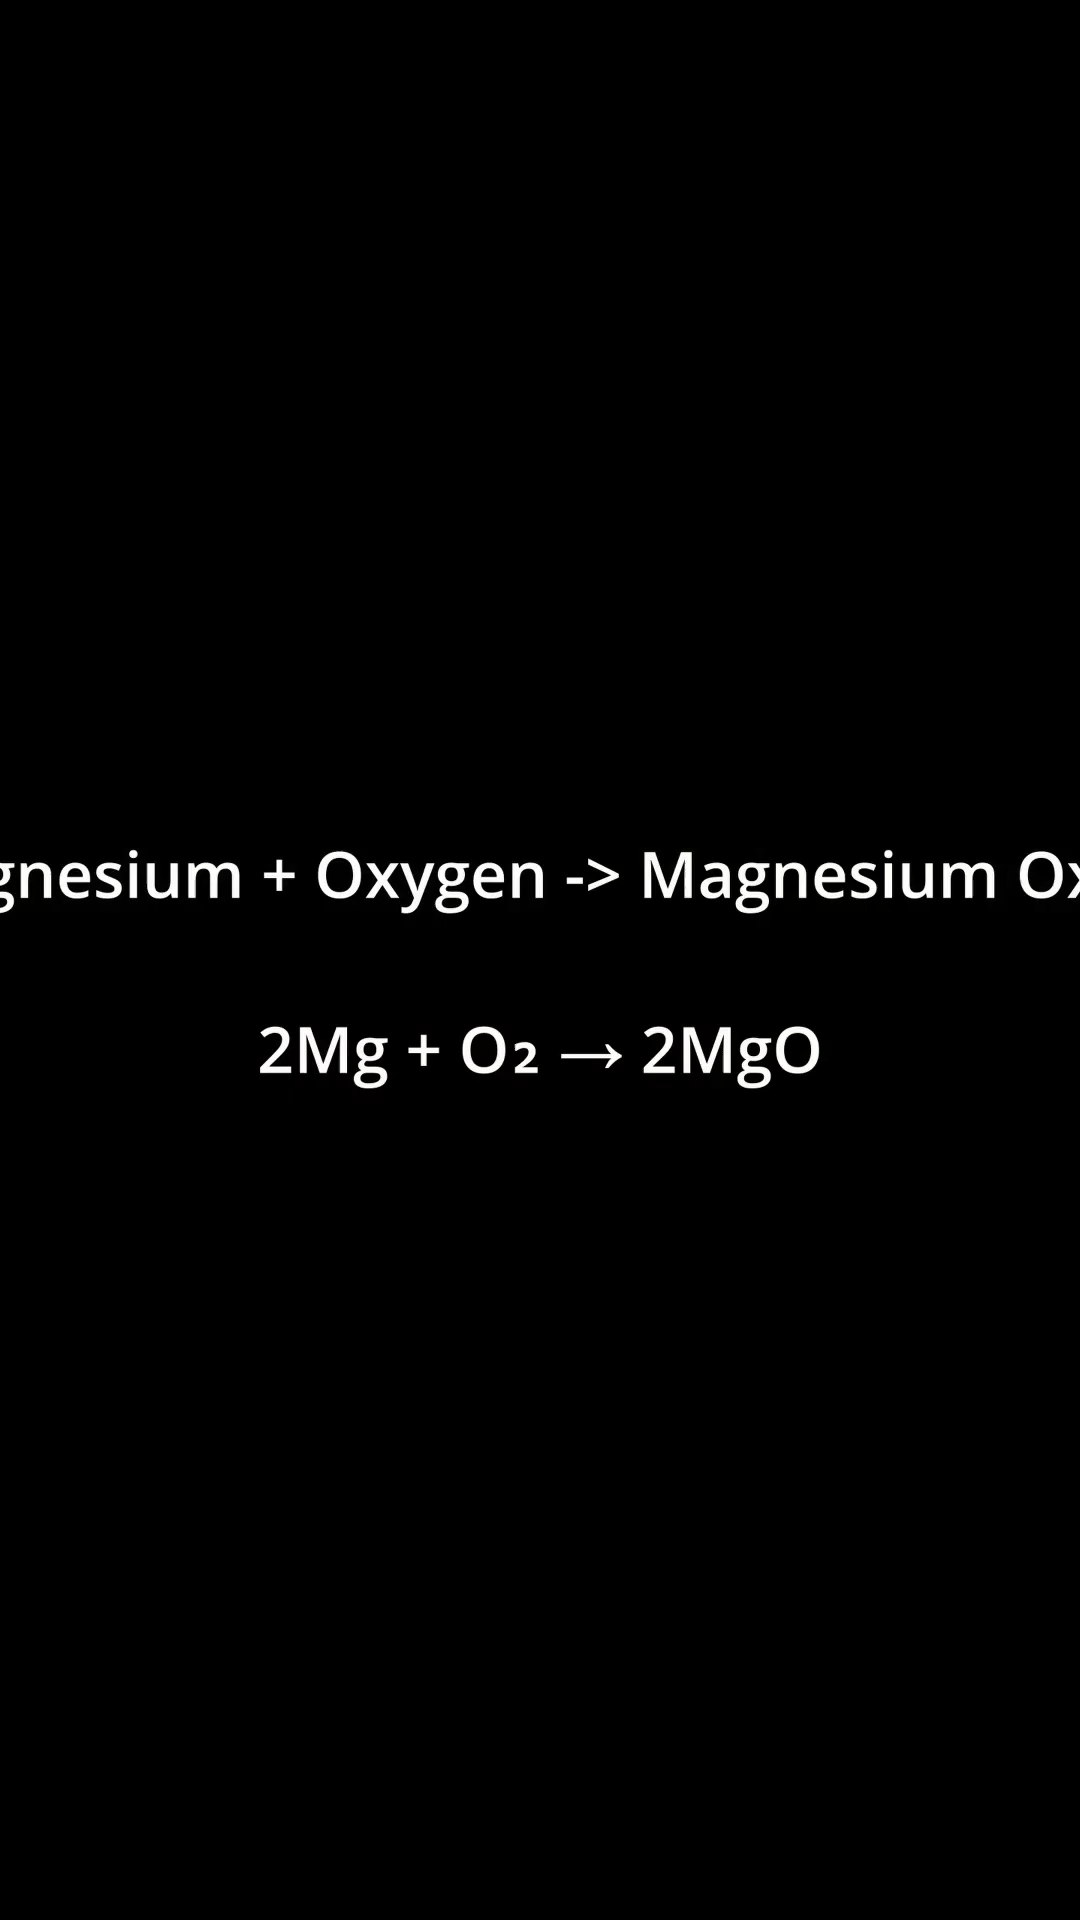 gnesium + Oxygen -> Magnesium Ox
2Mg + O₂ → 2MgO